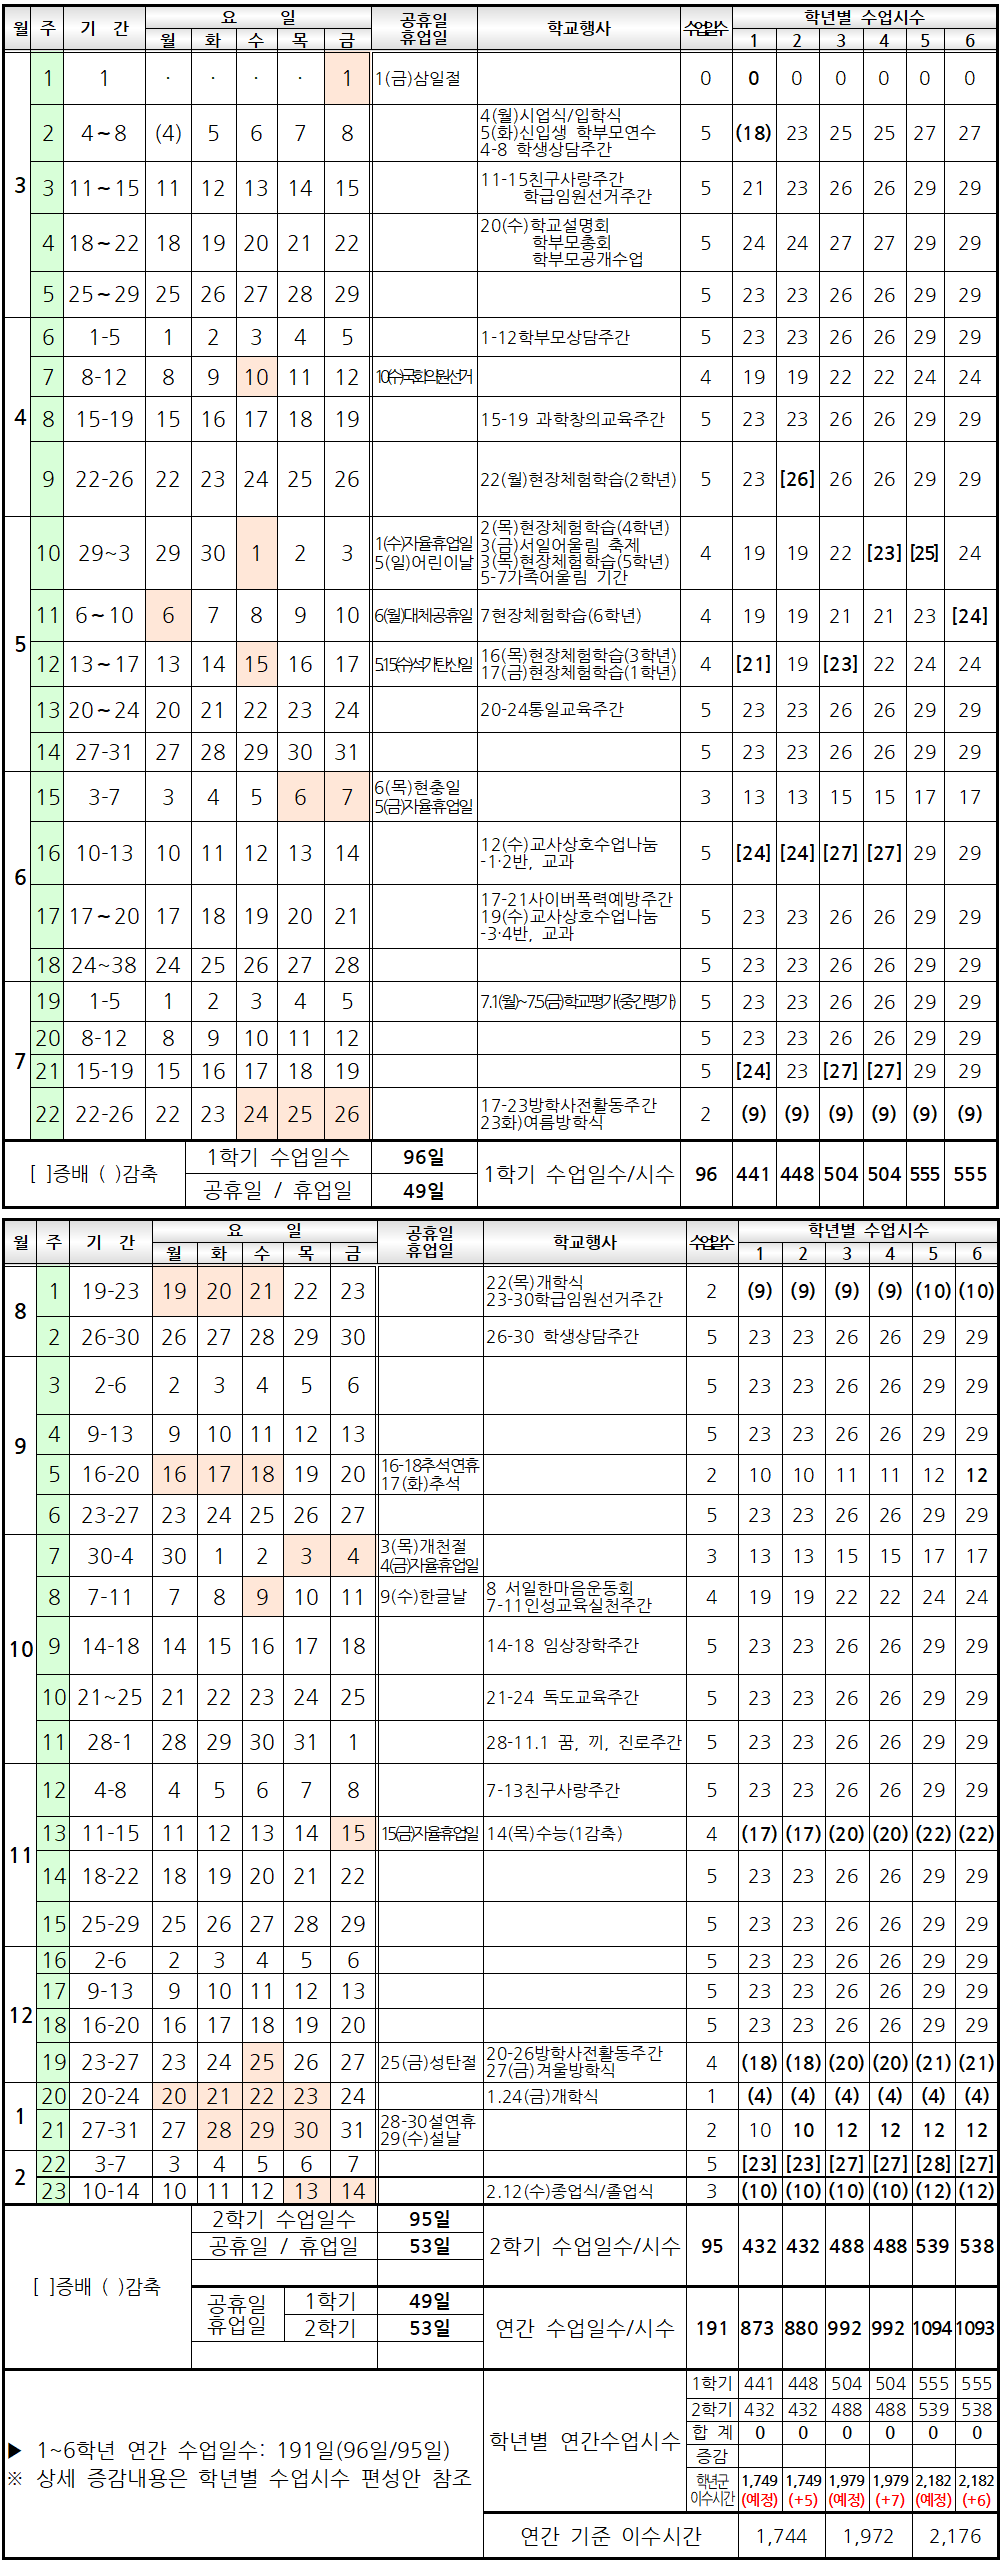 월 주 기 간 요 일 공휴일 휴업일 학교행사 수업일수 학년별 수업시수
월 화 수 목 금 1 2 3 4 5 6
3
1 1 · · · · 1 1(금)삼일절 0 0 0 0 0 0 0
2 4~8 (4) 5 6 7 8 4(월)시업식/입학식 5 (18) 23 25 25 27 27
5(화)신입생 학부모연수
4-8 학생상담주간
3 11~15 11 12 13 14 15 11-15친구사랑주간 5 21 23 26 26 29 29
학급임원선거주간
4 18~22 18 19 20 21 22 20(수)학교설명회 5 24 24 27 27 29 29
학부모총회
학부모공개수업
5 25~29 25 26 27 28 29 5 23 23 26 26 29 29
4
6 1-5 1 2 3 4 5 1-12학부모상담주간 5 23 23 26 26 29 29
7 8-12 8 9 10 11 12 10(수)국회의원선거 4 19 19 22 22 24 24
8 15-19 15 16 17 18 19 15-19 과학창의교육주간 5 23 23 26 26 29 29
9 22-26 22 23 24 25 26 22(월)현장체험학습(2학년) 5 23 [26] 26 26 29 29
5
10 29~3 29 30 1 2 3 1(수)자율휴업일 2(목)현장체험학습(4학년) 4 19 19 22 [23] [25] 24
5(일)어린이날 3(금)서일어울림 축제
3(목)현장체험학습(5학년)
5-7가족어울림 기간
11 6~10 6 7 8 9 10 6(월)대체공휴일 7현장체험학습(6학년) 4 19 19 21 21 23 [24]
12 13~17 13 14 15 16 17 5.15(수)석가탄신일 16(목)현장체험학습(3학년) 4 [21] 19 [23] 22 24 24
17(금)현장체험학습(1학년)
13 20~24 20 21 22 23 24 20-24통일교육주간 5 23 23 26 26 29 29
14 27-31 27 28 29 30 31 5 23 23 26 26 29 29
6
15 3-7 3 4 5 6 7 6(목)현충일 3 13 13 15 15 17 17
5(금)자율휴업일
16 10-13 10 11 12 13 14 12(수)교사상호수업나눔 5 [24] [24] [27] [27] 29 29
-1·2반, 교과
17 17~20 17 18 19 20 21 17-21사이버폭력예방주간 5 23 23 26 26 29 29
19(수)교사상호수업나눔
-3·4반, 교과
18 24~38 24 25 26 27 28 5 23 23 26 26 29 29
7
19 1-5 1 2 3 4 5 7.1(월)~7.5(금)학교평가(중간평가) 5 23 23 26 26 29 29
20 8-12 8 9 10 11 12 5 23 23 26 26 29 29
21 15-19 15 16 17 18 19 5 [24] 23 [27] [27] 29 29
22 22-26 22 23 24 25 26 17-23방학사전활동주간 2 (9) (9) (9) (9) (9) (9)
23화)여름방학식
[ ]증배 ( )감축 1학기 수업일수 96일 1학기 수업일수/시수 96 441 448 504 504 555 555
공휴일 / 휴업일 49일
월 주 기 간 요 일 공휴일 휴업일 학교행사 수업일수 학년별 수업시수
월 화 수 목 금 1 2 3 4 5 6
8
1 19-23 19 20 21 22 23 22(목)개학식 2 (9) (9) (9) (9) (10) (10)
23-30학급임원선거주간
2 26-30 26 27 28 29 30 26-30 학생상담주간 5 23 23 26 26 29 29
9
3 2-6 2 3 4 5 6 5 23 23 26 26 29 29
4 9-13 9 10 11 12 13 5 23 23 26 26 29 29
5 16-20 16 17 18 19 20 16-18추석연휴 2 10 10 11 11 12 12
17(화)추석
6 23-27 23 24 25 26 27 5 23 23 26 26 29 29
10
7 30-4 30 1 2 3 4 3(목)개천절 3 13 13 15 15 17 17
4(금)자율휴업일
8 7-11 7 8 9 10 11 9(수)한글날 8 서일한마음운동회 4 19 19 22 22 24 24
7-11인성교육실천주간
9 14-18 14 15 16 17 18 14-18 임상장학주간 5 23 23 26 26 29 29
10 21~25 21 22 23 24 25 21-24 독도교육주간 5 23 23 26 26 29 29
11 28-1 28 29 30 31 1 28-11.1 꿈, 끼, 진로주간 5 23 23 26 26 29 29
11
12 4-8 4 5 6 7 8 7-13친구사랑주간 5 23 23 26 26 29 29
13 11-15 11 12 13 14 15 15(금)자율휴업일 14(목)수능(1감축) 4 (17) (17) (20) (20) (22) (22)
14 18-22 18 19 20 21 22 5 23 23 26 26 29 29
15 25-29 25 26 27 28 29 5 23 23 26 26 29 29
12
16 2-6 2 3 4 5 6 5 23 23 26 26 29 29
17 9-13 9 10 11 12 13 5 23 23 26 26 29 29
18 16-20 16 17 18 19 20 5 23 23 26 26 29 29
19 23-27 23 24 25 26 27 25(금)성탄절 20-26방학사전활동주간 4 (18) (18) (20) (20) (21) (21)
27(금)겨울방학식
1
20 20-24 20 21 22 23 24 1.24(금)개학식 1 (4) (4) (4) (4) (4) (4)
21 27-31 27 28 29 30 31 28-30설연휴 2 10 10 12 12 12 12
29(수)설날
2
22 3-7 3 4 5 6 7 5 [23] [23] [27] [27] [28] [27]
23 10-14 10 11 12 13 14 2.12(수)종업식/졸업식 3 (10) (10) (10) (10) (12) (12)
[ ]증배 ( )감축 2학기 수업일수 95일 2학기 수업일수/시수 95 432 432 488 488 539 538
공휴일 / 휴업일 53일
공휴일 휴업일 1학기 49일 연간 수업일수/시수 191 873 880 992 992 1094 1093
2학기 53일
▶ 1~6학년 연간 수업일수: 191일(96일/95일)
※ 상세 증감내용은 학년별 수업시수 편성안 참조
학년별 연간수업시수
1학기 441 448 504 504 555 555
2학기 432 432 488 488 539 538
합 계 0 0 0 0 0 0
증감
학년군 이수시간 1,749 1,749 1,979 1,979 2,182 2,182
(예정) (+5) (예정) (+7) (예정) (+6)
연간 기준 이수시간 1,744 1,972 2,176